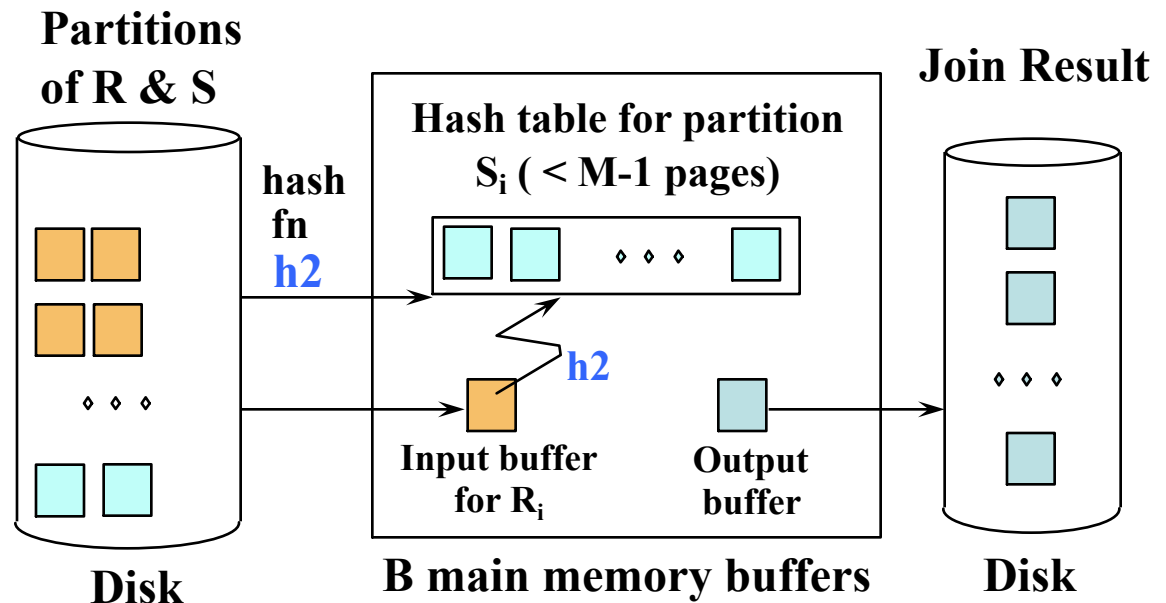 Partitions
of R & S
hash
fn
h2
Disk
Hash table for partition
Si ( < M-1 pages)
h2
Input buffer
for Ri
Output
buffer
B main memory buffers
Join Result
Disk